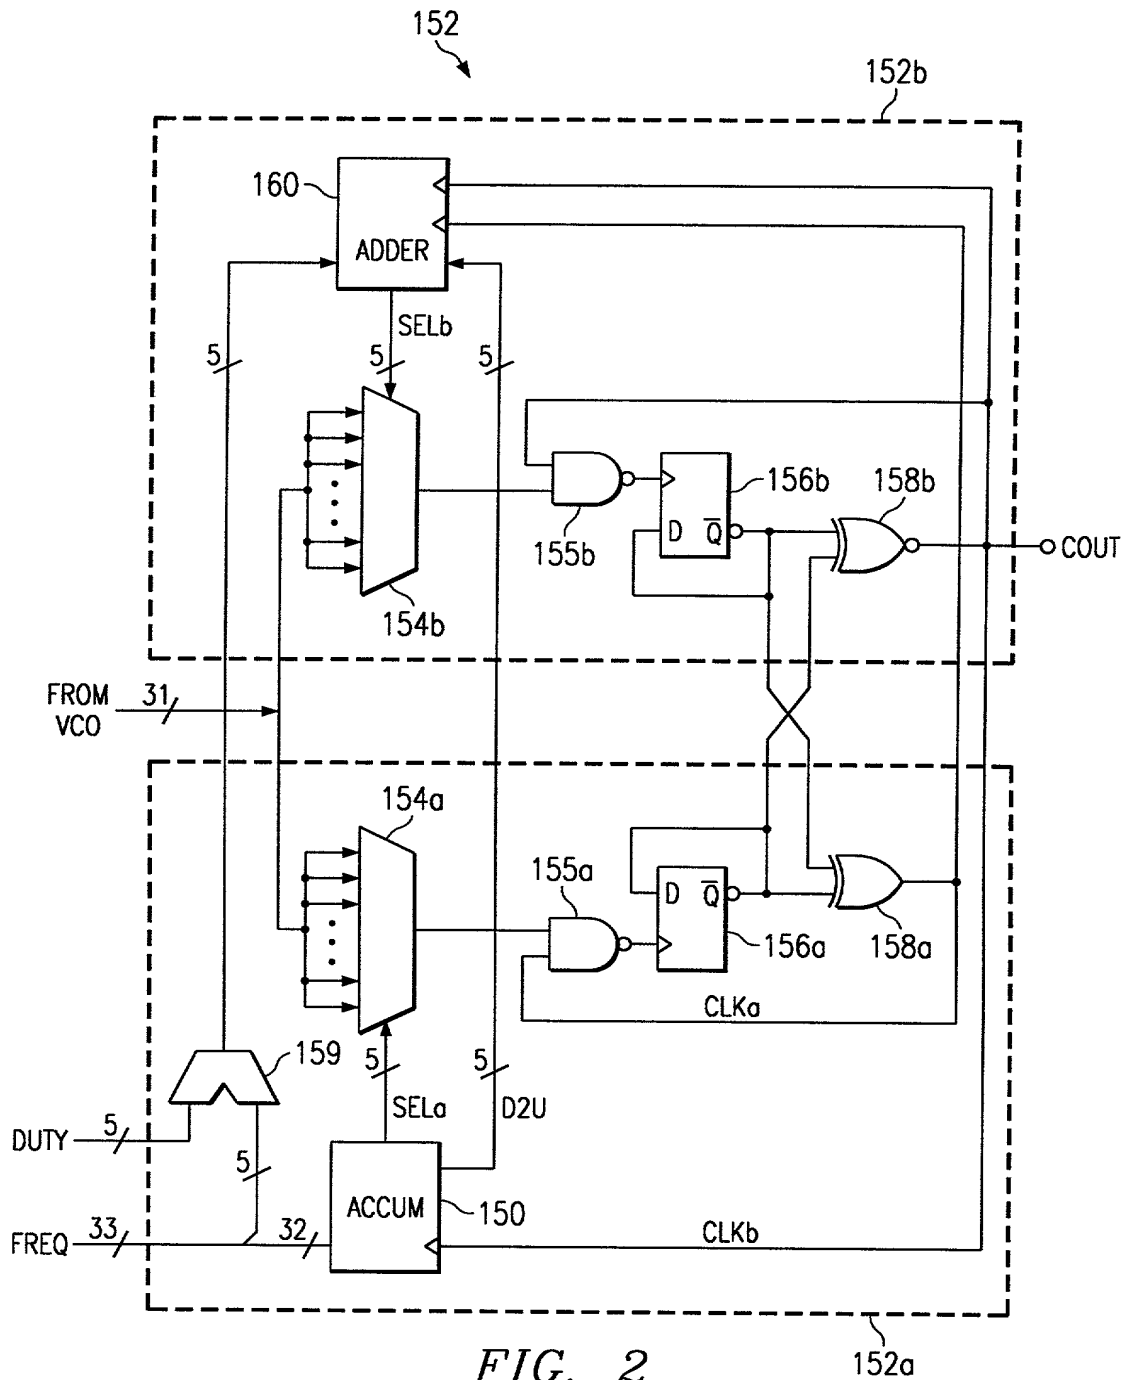 152
152b
160
ADDER
SELb
5
5
5
154b
155b
D Q̅
156b
158b
COUT
FROM
VCO
31
154a
155a
D Q̅
156a
158a
CLKa
159
5
5
SELa
D2U
DUTY
5
5
ACCUM
150
FREQ
33
32
CLKb
152a
FIG. 2